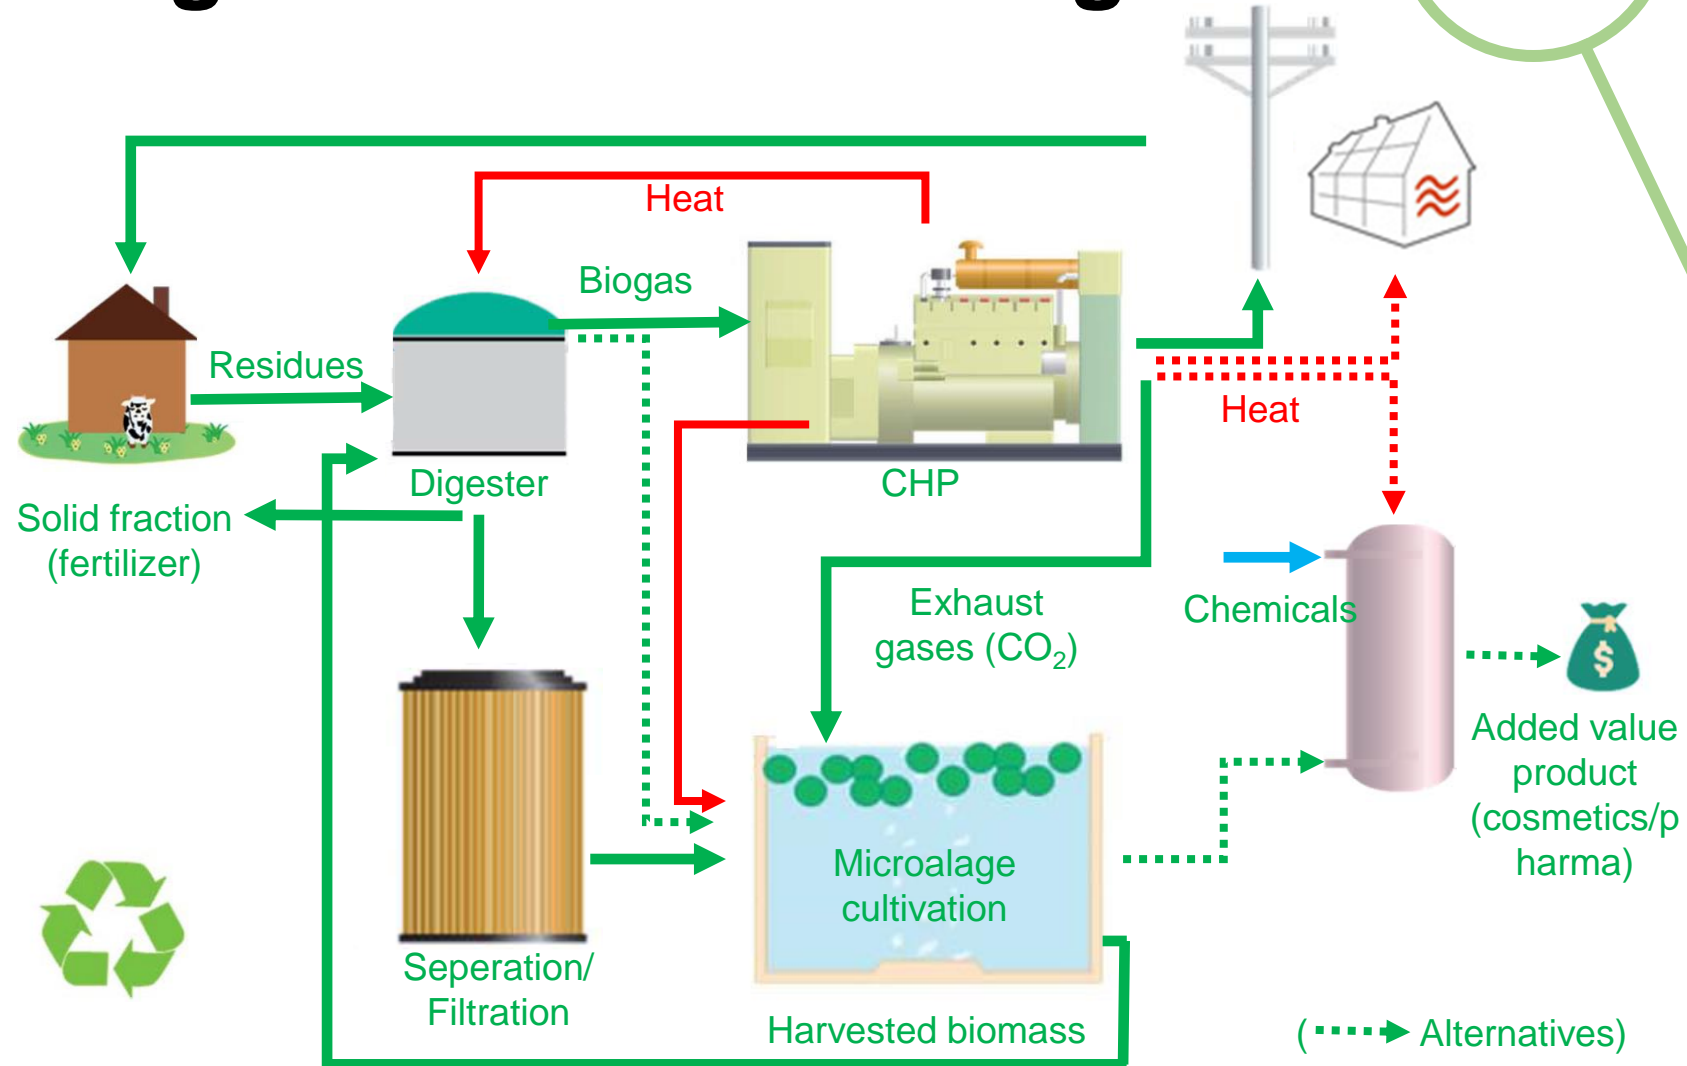 Heat
Biogas
Residues
Heat
Digester
CHP
Solid fraction
(fertilizer)
Exhaust
gases (CO₂)
Chemicals
$
Added value
product
(cosmetics/p
harma)
Microalage
cultivation
Seperation/
Filtration
Harvested biomass
( Alternatives)